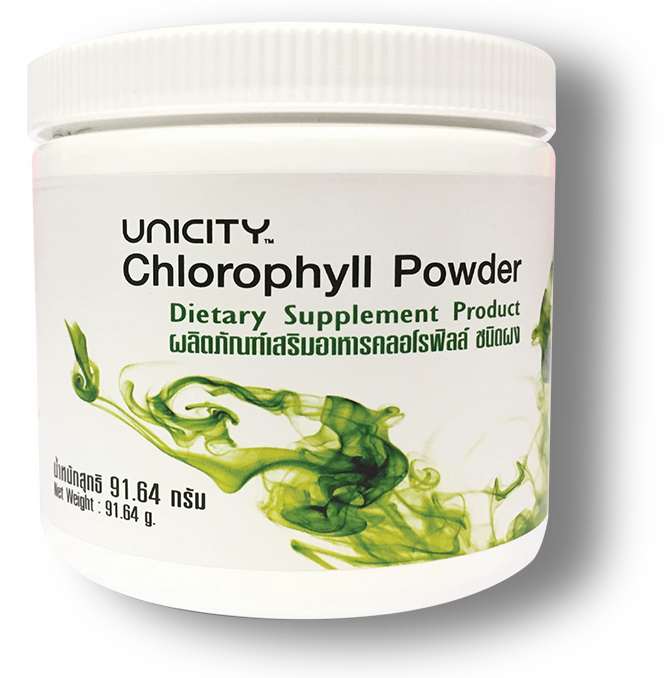 UNICITY™
Chlorophyll Powder
Dietary Supplement Product
ผลิตภัณฑ์เสริมอาหารคลอโรฟิลล์ ชนิดผง
น้ำหนักสุทธิ 91.64 กรัม
Net Weight : 91.64 g.